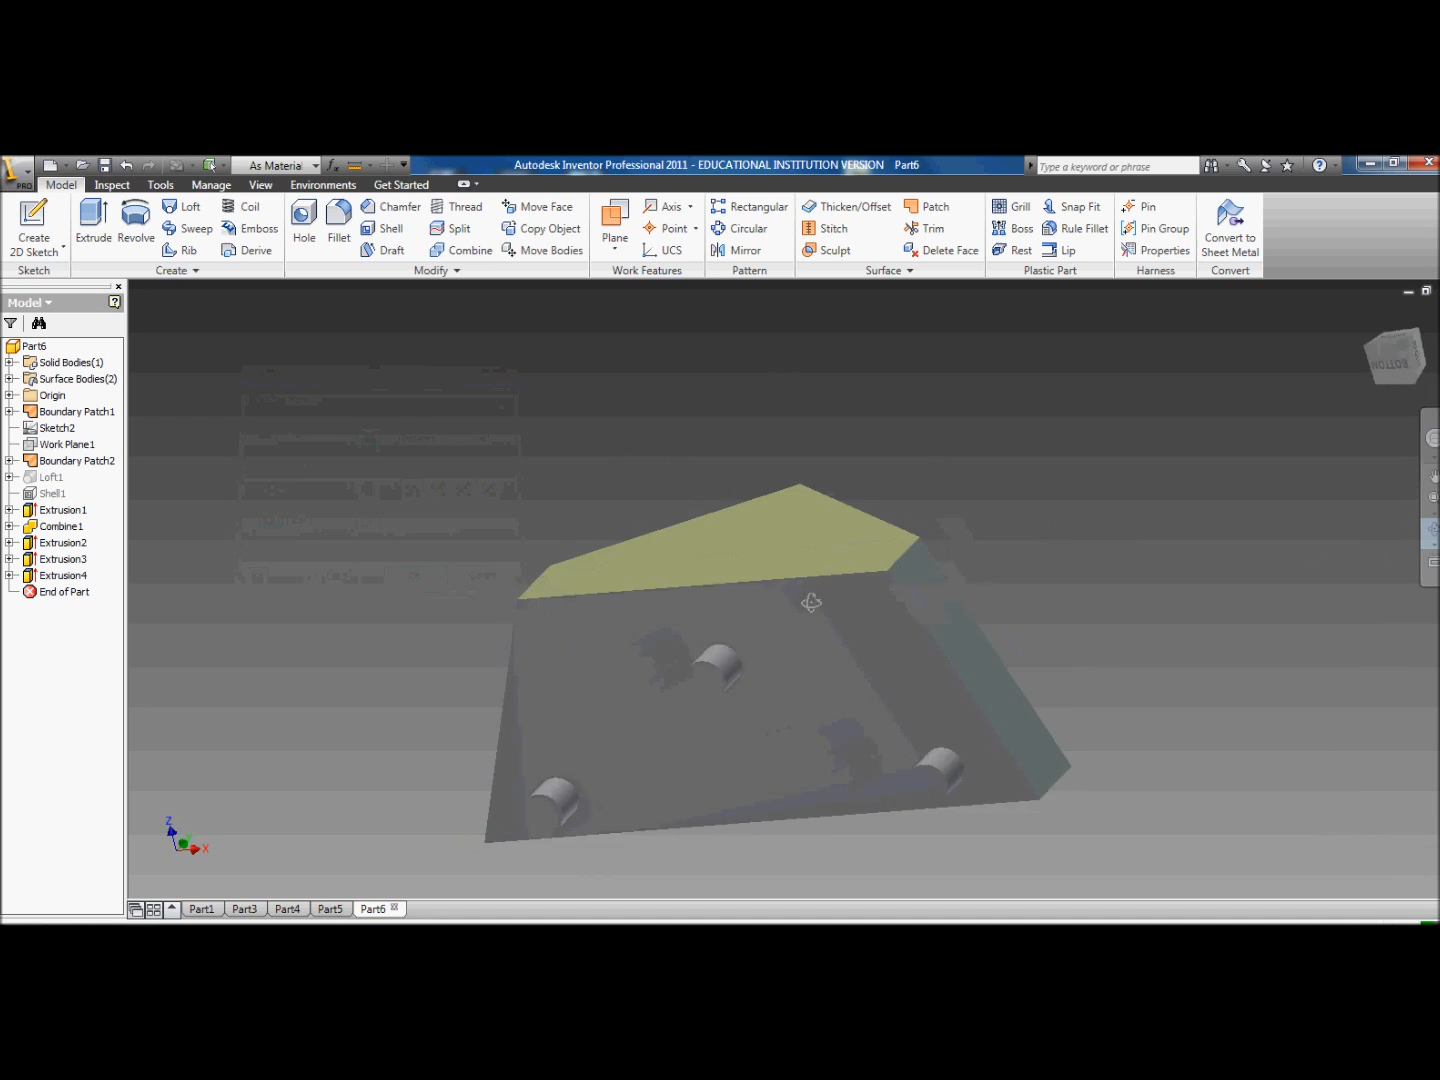 As Material
Autodesk Inventor Professional 2011 - EDUCATIONAL INSTITUTION VERSION Part6
Type a keyword or phrase
PRO
Model Inspect Tools Manage View Environments Get Started
Create 2D Sketch
Extrude Revolve
Loft Coil
Sweep Emboss
Rib Derive
Hole Fillet
Chamfer Thread Move Face
Shell Split Copy Object
Draft Combine Move Bodies
Plane
Axis
Point
UCS
Rectangular
Circular
Mirror
Thicken/Offset Patch
Stitch Trim
Sculpt Delete Face
Grill Snap Fit
Boss Rule Fillet
Rest Lip
Pin
Pin Group
Properties
Convert to Sheet Metal
Sketch Create Modify Work Features Pattern Surface Plastic Part Harness Convert
Model
Part6
Solid Bodies(1)
Surface Bodies(2)
Origin
Boundary Patch1
Sketch2
Work Plane1
Boundary Patch2
Loft1
Shell1
Extrusion1
Combine1
Extrusion2
Extrusion3
Extrusion4
End of Part
BOTTOM
Z
Y
X
Part1 Part3 Part4 Part5 Part6